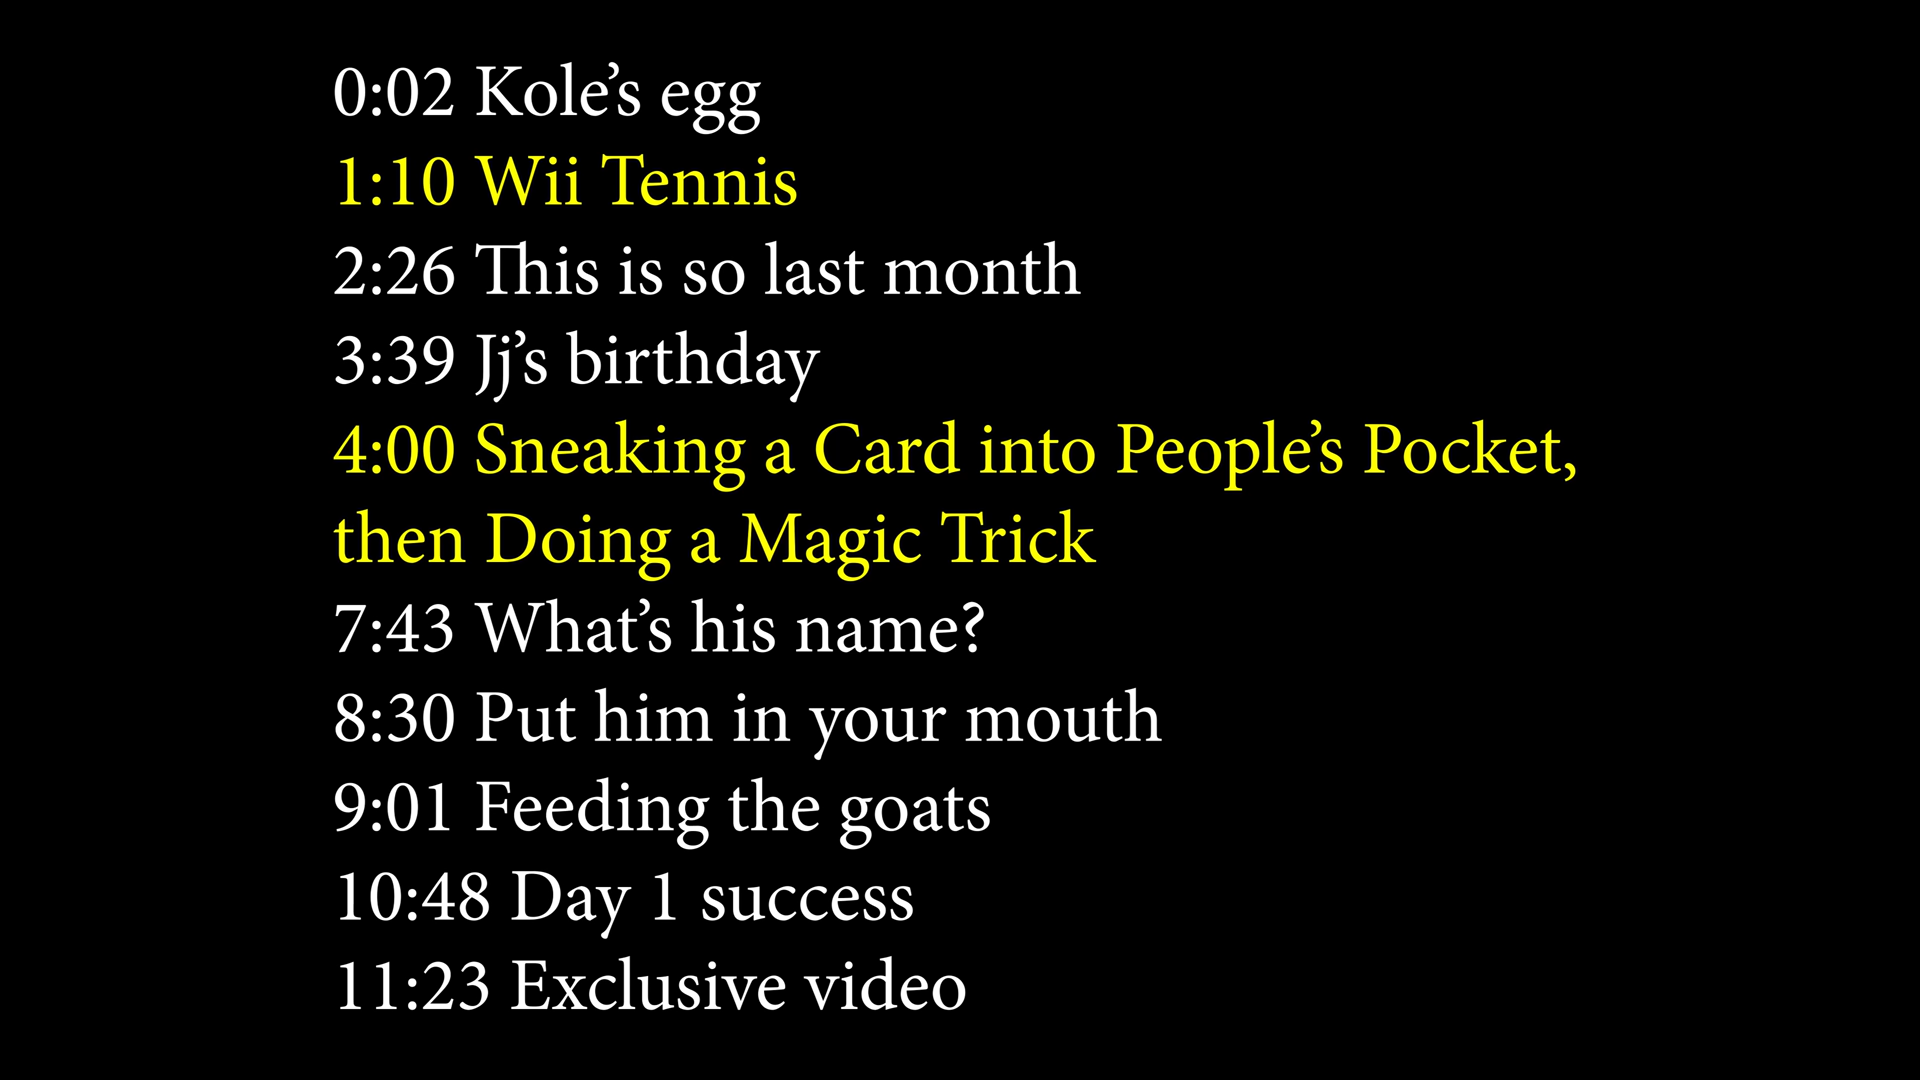 0:02 Kole’s egg
1:10 Wii Tennis
2:26 This is so last month
3:39 Jj’s birthday
4:00 Sneaking a Card into People’s Pocket,
then Doing a Magic Trick
7:43 What’s his name?
8:30 Put him in your mouth
9:01 Feeding the goats
10:48 Day 1 success
11:23 Exclusive video